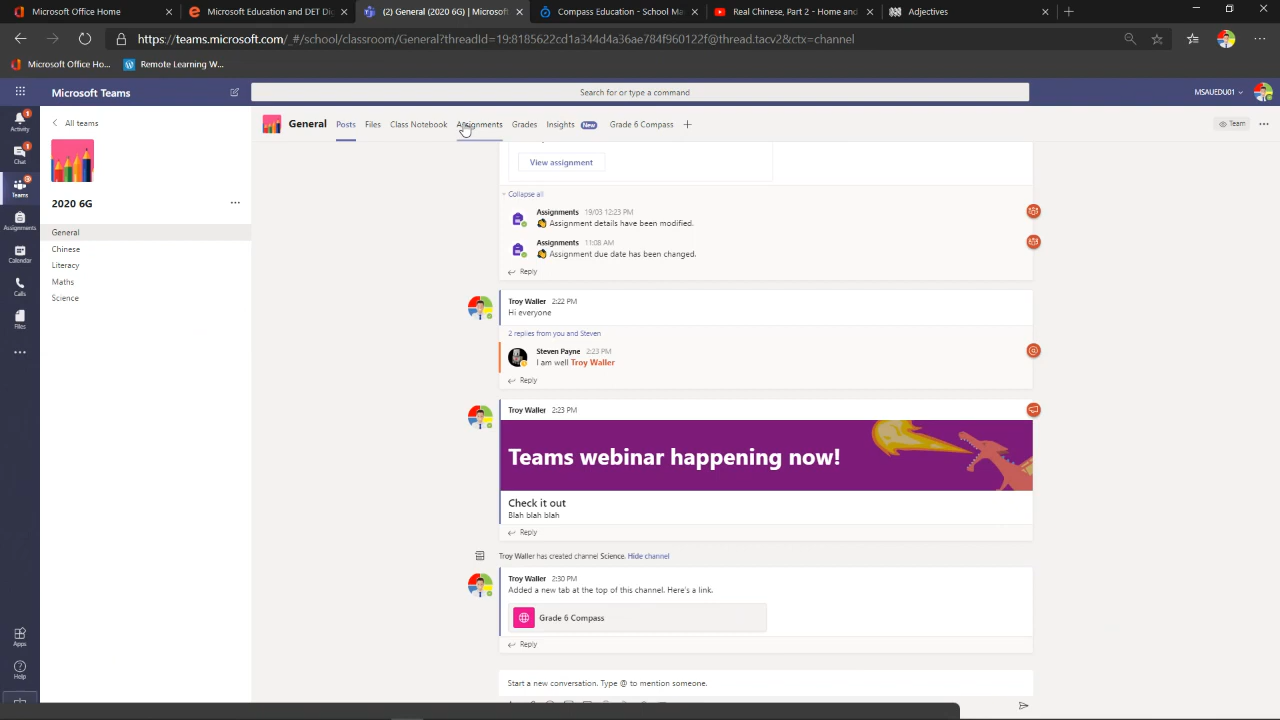 Microsoft Office Home
Microsoft Education and DET Dig
(2) General (2020 6G) | Microsoft
Compass Education - School Ma
Real Chinese, Part 2 - Home and
Adjectives
https://teams.microsoft.com/_#/school/classroom/General?threadId=19:8185622cd1a344d4a36ae784f960122f@thread.tacv2&ctx=channel
Microsoft Office Ho...
Remote Learning W...
Microsoft Teams
Search for or type a command
MSAUEDU01
Activity
Chat
Teams
Assignments
Calendar
Calls
Files
Apps
Help
All teams
2020 6G
General
Chinese
Literacy
Maths
Science
General
Posts
Files
Class Notebook
Assignments
Grades
Insights
New
Grade 6 Compass
Team
View assignment
Collapse all
Assignments 19/03 12:23 PM
Assignment details have been modified.
Assignments 11:08 AM
Assignment due date has been changed.
Reply
Troy Waller 2:22 PM
Hi everyone
2 replies from you and Steven
Steven Payne 2:23 PM
I am well Troy Waller
Reply
Troy Waller 2:23 PM
Teams webinar happening now!
Check it out
Blah blah blah
Reply
Troy Waller has created channel Science. Hide channel
Troy Waller 2:30 PM
Added a new tab at the top of this channel. Here's a link.
Grade 6 Compass
Reply
Start a new conversation. Type @ to mention someone.